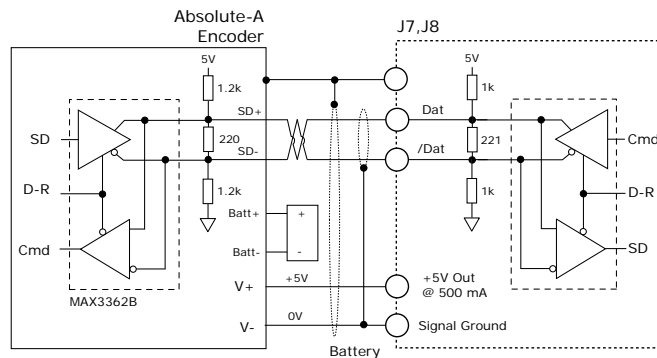 Absolute-A
Encoder
J7,J8
5V
1.2k
SD+
220
SD-
1.2k
SD
D-R
Cmd
MAX3362B
Batt+
+
Batt-
-
V+
+5V
V-
0V
Battery
5V
1k
Dat
221
/Dat
1k
Cmd
D-R
SD
+5V Out
@ 500 mA
Signal Ground